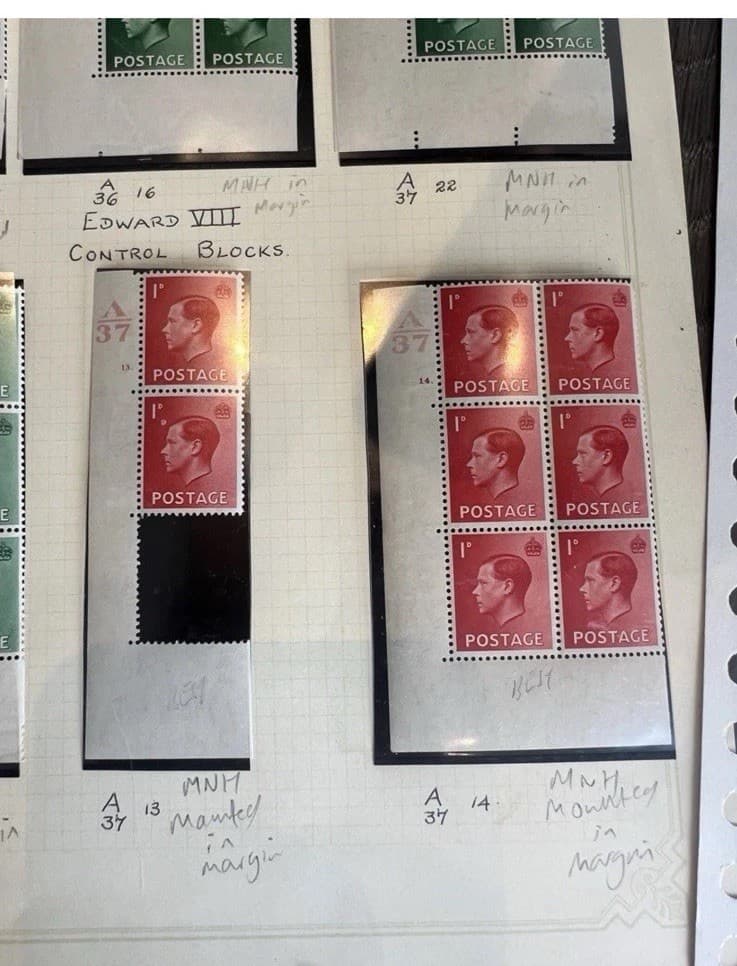 POSTAGE POSTAGE
POSTAGE POSTAGE
A
36 16
MNH in
Margin
A
37 22
MNH in
Margin
EDWARD VIII
CONTROL BLOCKS.
A
37
13.
1D
POSTAGE
1D
POSTAGE
A
37
14.
1D 1D
POSTAGE POSTAGE
1D 1D
POSTAGE POSTAGE
1D 1D
POSTAGE POSTAGE
E
E
E
A
37 13
MNH
Mounted
in
margin
A
37 14.
MNH
Mounted
in
margin